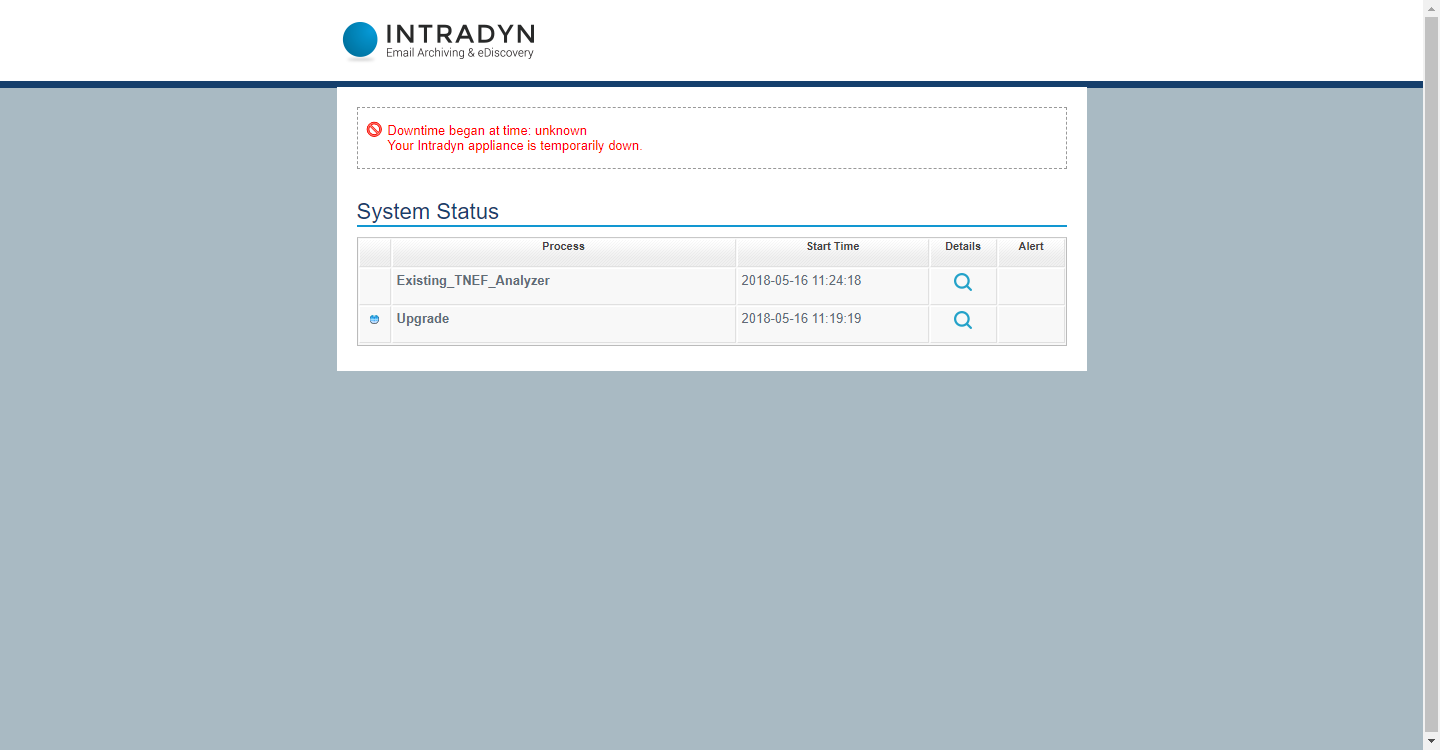 INTRADYN
Email Archiving & eDiscovery
Downtime began at time: unknown
Your Intradyn appliance is temporarily down.
System Status
Process Start Time Details Alert
Existing_TNEF_Analyzer 2018-05-16 11:24:18
Upgrade 2018-05-16 11:19:19